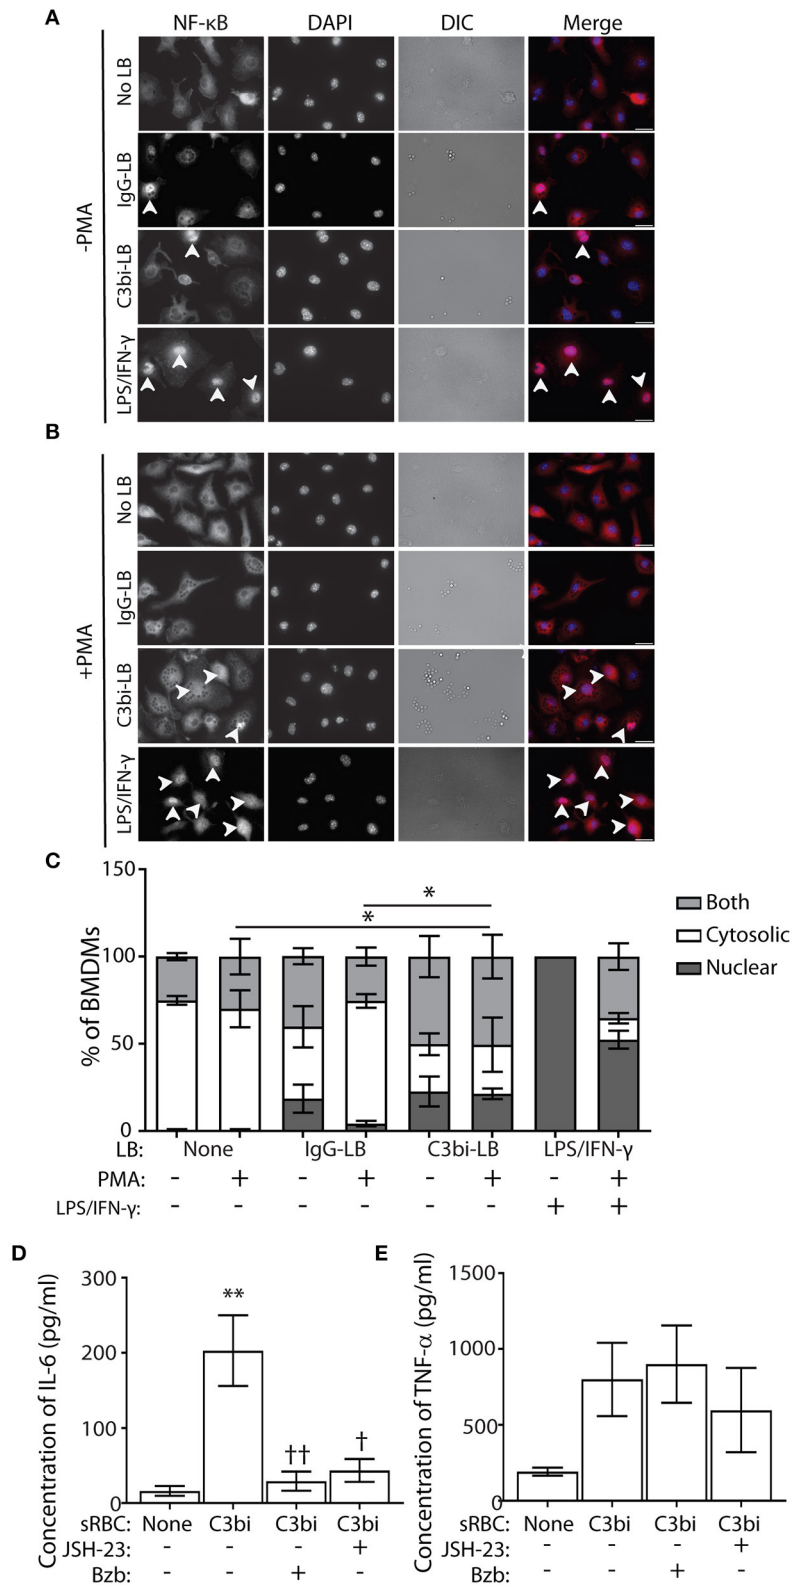 A
NF-κB DAPI DIC Merge
-PMA
No LB
IgG-LB
C3bi-LB
LPS/IFN-γ
B
+PMA
No LB
IgG-LB
C3bi-LB
LPS/IFN-γ
C
% of BMDMs
150
100
50
0
*
*
Both
Cytosolic
Nuclear
LB: None IgG-LB C3bi-LB LPS/IFN-γ
PMA: - + - + - + - +
LPS/IFN-γ: - - - - - - + +
D
Concentration of IL-6 (pg/ml)
300
200
100
0
**
††
†
sRBC: None C3bi C3bi C3bi
JSH-23: - - - +
Bzb: - - + -
E
Concentration of TNF-α (pg/ml)
1500
1000
500
0
sRBC: None C3bi C3bi C3bi
JSH-23: - - - +
Bzb: - - + -